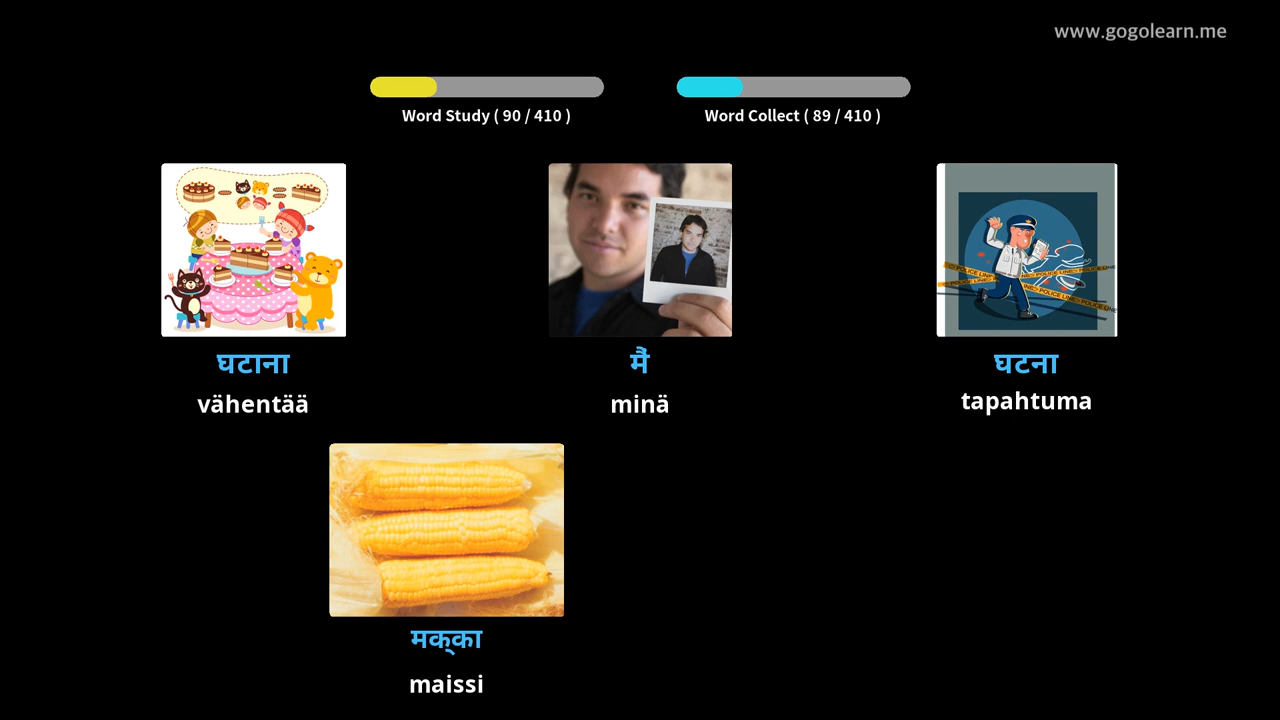 www.gogolearn.me
Word Study ( 90 / 410 )
Word Collect ( 89 / 410 )
घटाना
vähentää
मैं
minä
घटना
tapahtuma
मक्का
maissi